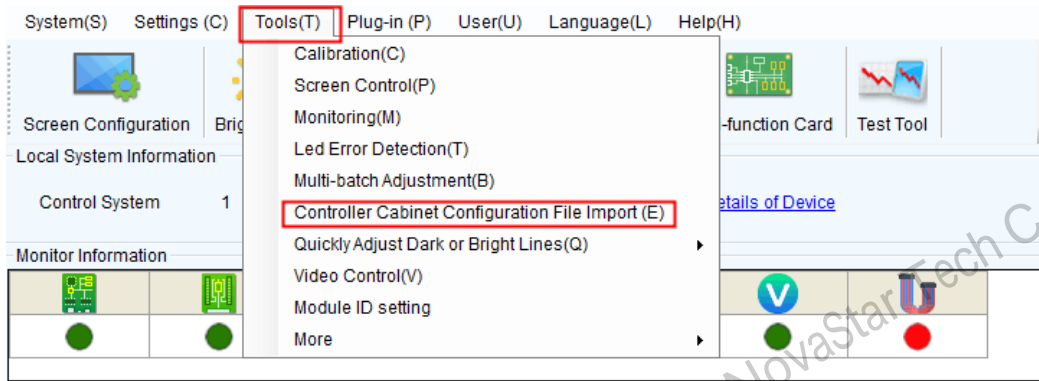 System(S) Settings (C) Tools(T) Plug-in (P) User(U) Language(L) Help(H)
Calibration(C)
Screen Control(P)
Monitoring(M)
Led Error Detection(T)
Multi-batch Adjustment(B)
Controller Cabinet Configuration File Import (E)
Quickly Adjust Dark or Bright Lines(Q)
Video Control(V)
Module ID setting
More
Screen Configuration Brig -function Card Test Tool
Local System Information
Control System 1 etails of Device
Monitor Information
V
NovaStar Tech C